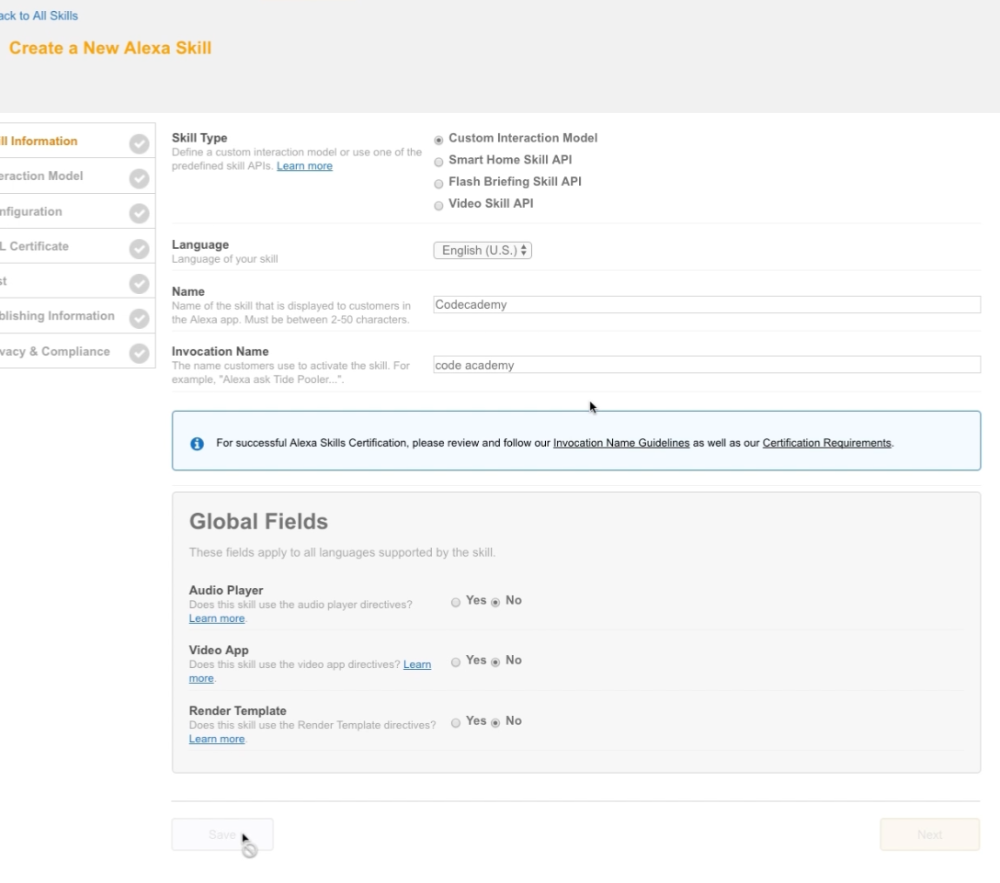 ack to All Skills
Create a New Alexa Skill
ll Information
eraction Model
nfiguration
L Certificate
st
blishing Information
vacy & Compliance
Skill Type
Define a custom interaction model or use one of the
predefined skill APIs. Learn more
Custom Interaction Model
Smart Home Skill API
Flash Briefing Skill API
Video Skill API
Language
Language of your skill
English (U.S.)
Name
Name of the skill that is displayed to customers in
the Alexa app. Must be between 2-50 characters.
Codecademy
Invocation Name
The name customers use to activate the skill. For
example, "Alexa ask Tide Pooler...".
code academy
For successful Alexa Skills Certification, please review and follow our Invocation Name Guidelines as well as our Certification Requirements.
Global Fields
These fields apply to all languages supported by the skill.
Audio Player
Does this skill use the audio player directives?
Learn more.
Yes No
Video App
Does this skill use the video app directives? Learn
more.
Yes No
Render Template
Does this skill use the Render Template directives?
Learn more.
Yes No
Save
Next